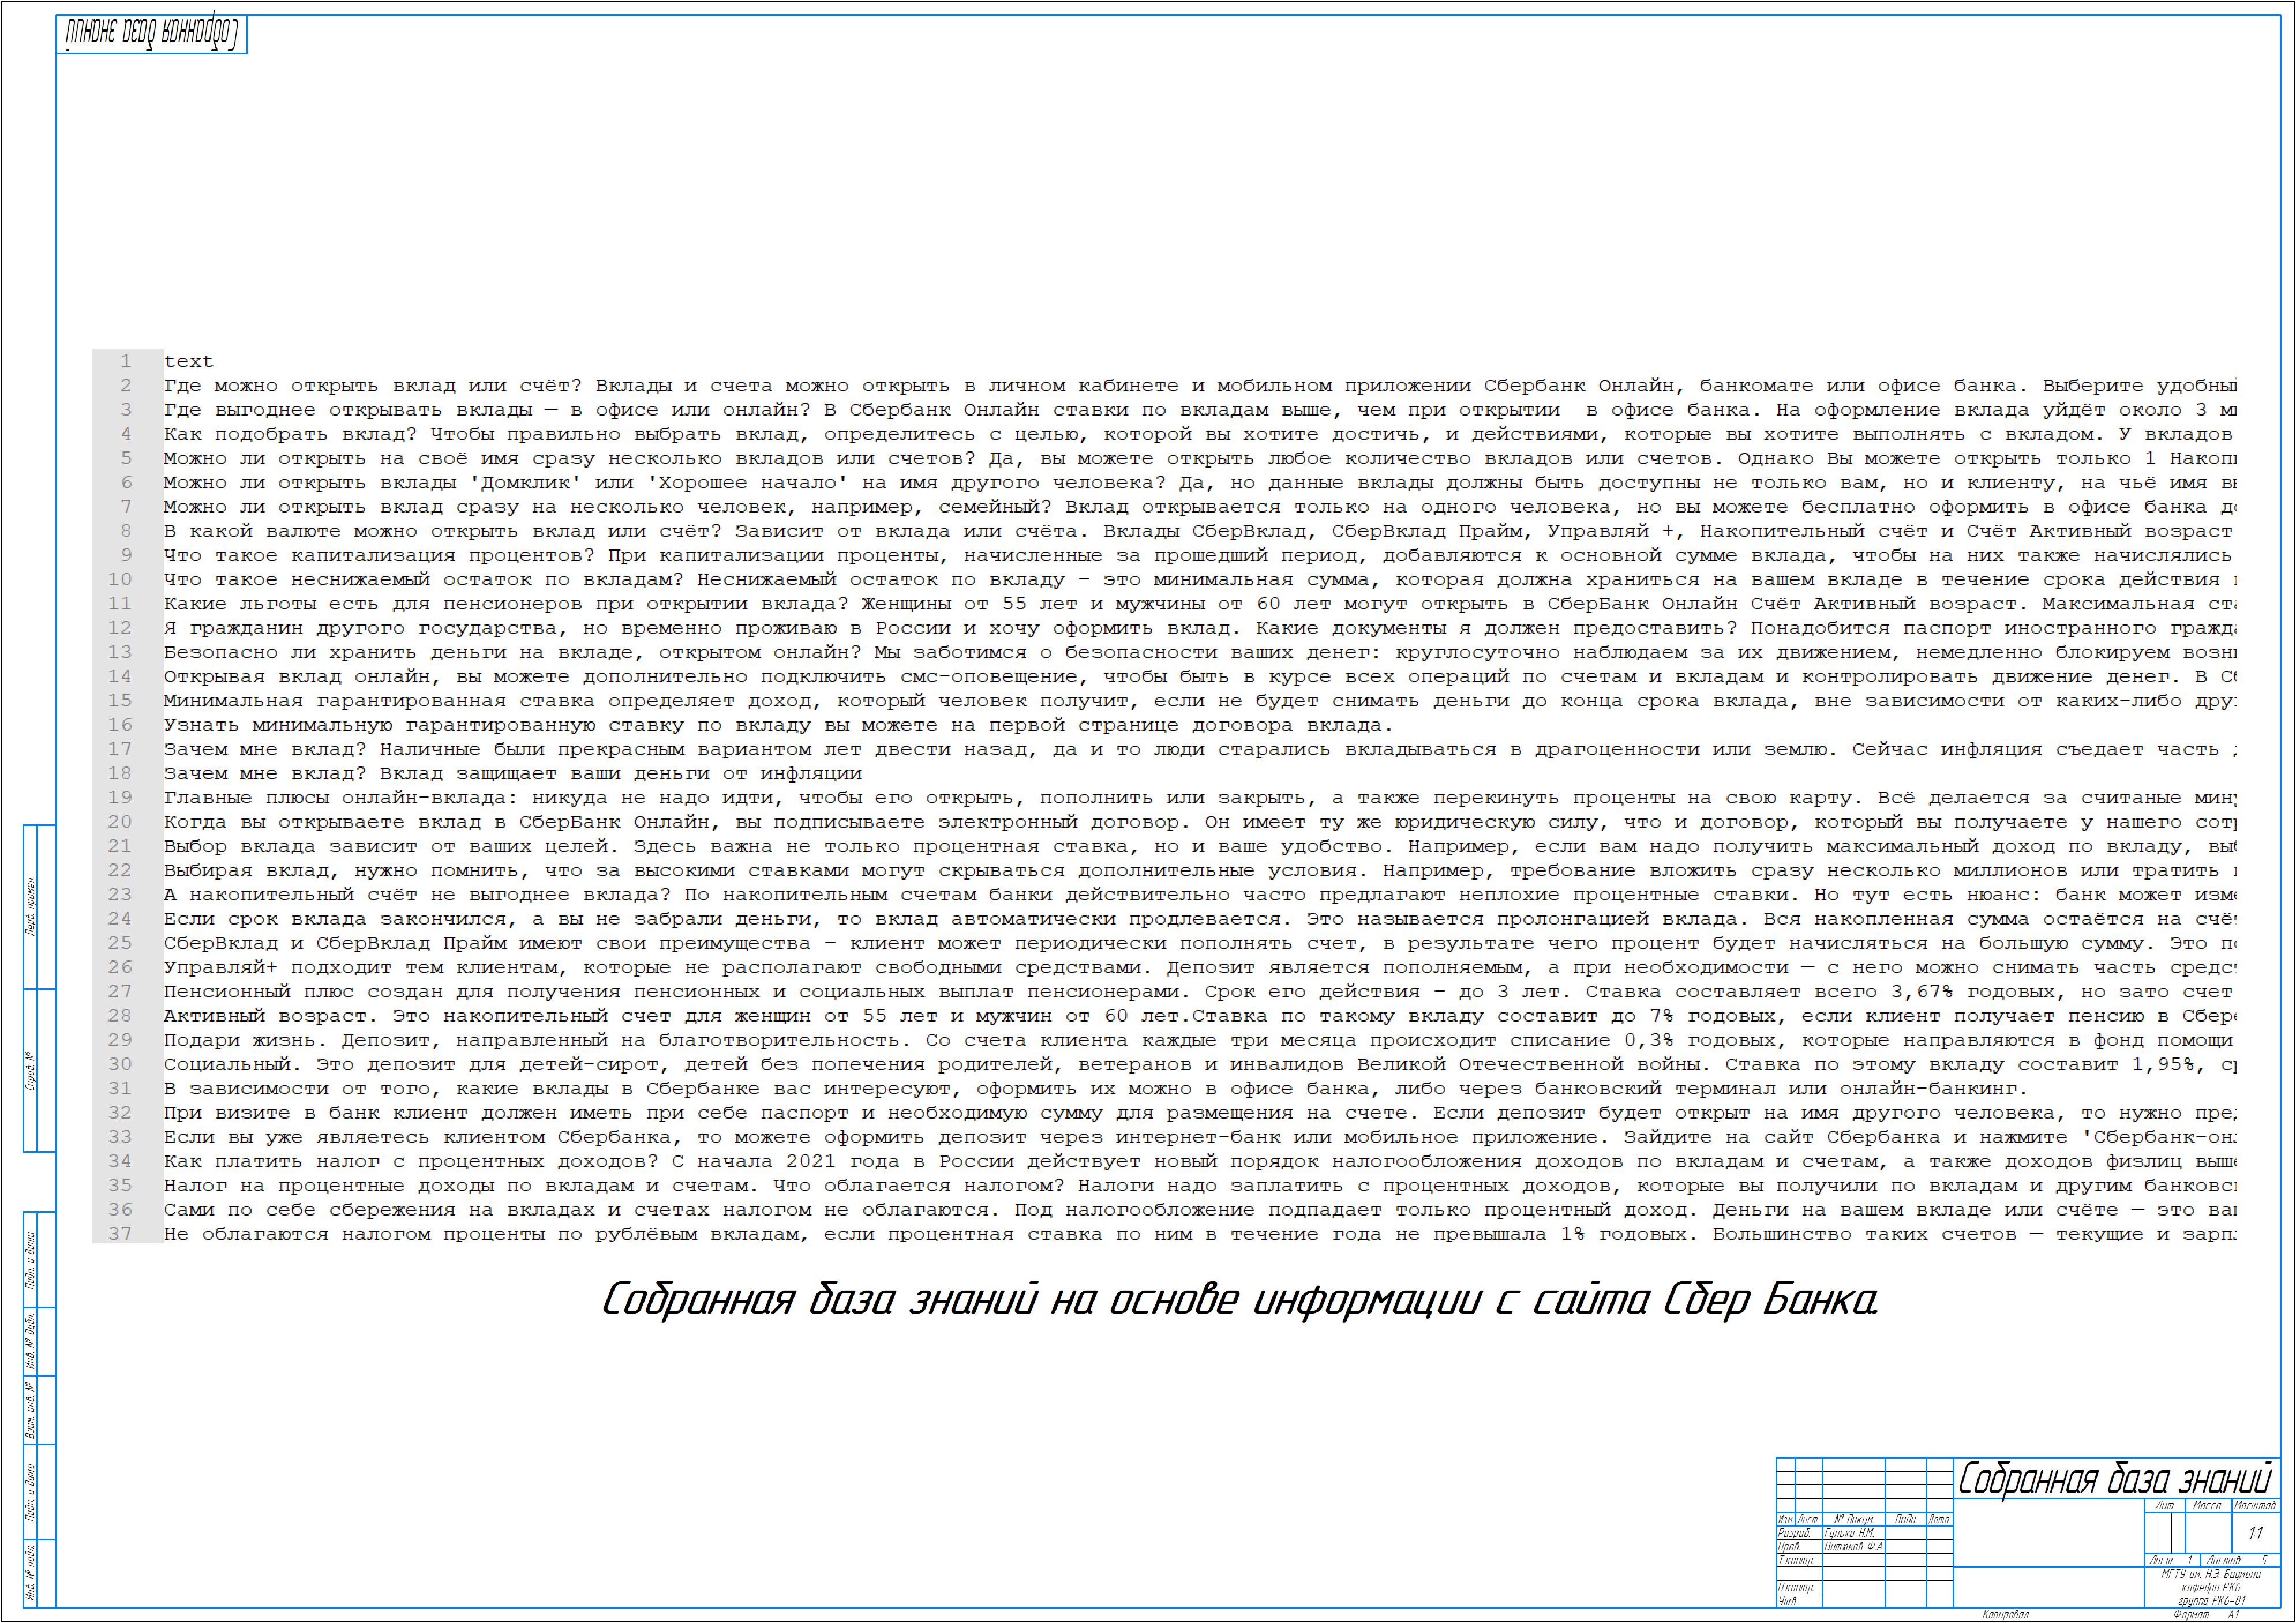 Собранная база знаний
1 text
2 Где можно открыть вклад или счёт? Вклады и счета можно открыть в личном кабинете и мобильном приложении Сбербанк Онлайн, банкомате или офисе банка. Выберите удобный
3 Где выгоднее открывать вклады — в офисе или онлайн? В Сбербанк Онлайн ставки по вкладам выше, чем при открытии  в офисе банка. На оформление вклада уйдёт около 3
4 Как подобрать вклад? Чтобы правильно выбрать вклад, определитесь с целью, которой вы хотите достичь, и действиями, которые вы хотите выполнять с вкладом. У вкладов
5 Можно ли открыть на своё имя сразу несколько вкладов или счетов? Да, вы можете открыть любое количество вкладов или счетов. Однако Вы можете открыть только 1
6 Можно ли открыть вклады 'Домклик' или 'Хорошее начало' на имя другого человека? Да, но данные вклады должны быть доступны не только вам, но и клиенту, на чьё имя
7 Можно ли открыть вклад сразу на несколько человек, например, семейный? Вклад открывается только на одного человека, но вы можете бесплатно оформить в офисе банка
8 В какой валюте можно открыть вклад или счёт? Зависит от вклада или счёта. Вклады СберВклад, СберВклад Прайм, Управляй +, Накопительный счёт и Счёт Активный возраст
9 Что такое капитализация процентов? При капитализации проценты, начисленные за прошедший период, добавляются к основной сумме вклада, чтобы на них также начислялись
10 Что такое неснижаемый остаток по вкладам? Неснижаемый остаток по вкладу – это минимальная сумма, которая должна храниться на вашем вкладе в течение срока действия
11 Какие льготы есть для пенсионеров при открытии вклада? Женщины от 55 лет и мужчины от 60 лет могут открыть в СберБанк Онлайн Счёт Активный возраст. Максимальная
12 Я гражданин другого государства, но временно проживаю в России и хочу оформить вклад. Какие документы я должен предоставить? Понадобится паспорт иностранного
13 Безопасно ли хранить деньги на вкладе, открытом онлайн? Мы заботимся о безопасности ваших денег: круглосуточно наблюдаем за их движением, немедленно блокируем
14 Открывая вклад онлайн, вы можете дополнительно подключить смс-оповещение, чтобы быть в курсе всех операций по счетам и вкладам и контролировать движение денег. В
15 Минимальная гарантированная ставка определяет доход, который человек получит, если не будет снимать деньги до конца срока вклада, вне зависимости от каких-либо
16 Узнать минимальную гарантированную ставку по вкладу вы можете на первой странице договора вклада.
17 Зачем мне вклад? Наличные были прекрасным вариантом лет двести назад, да и то люди старались вкладываться в драгоценности или землю. Сейчас инфляция съедает часть
18 Зачем мне вклад? Вклад защищает ваши деньги от инфляции
19 Главные плюсы онлайн-вклада: никуда не надо идти, чтобы его открыть, пополнить или закрыть, а также перекинуть проценты на свою карту. Всё делается за считаные
20 Когда вы открываете вклад в СберБанк Онлайн, вы подписываете электронный договор. Он имеет ту же юридическую силу, что и договор, который вы получаете у нашего
21 Выбор вклада зависит от ваших целей. Здесь важна не только процентная ставка, но и ваше удобство. Например, если вам надо получить максимальный доход по вкладу,
22 Выбирая вклад, нужно помнить, что за высокими ставками могут скрываться дополнительные условия. Например, требование вложить сразу несколько миллионов или тратить
23 А накопительный счёт не выгоднее вклада? По накопительным счетам банки действительно часто предлагают неплохие процентные ставки. Но тут есть нюанс: банк может
24 Если срок вклада закончился, а вы не забрали деньги, то вклад автоматически продлевается. Это называется пролонгацией вклада. Вся накопленная сумма остаётся на
25 СберВклад и СберВклад Прайм имеют свои преимущества – клиент может периодически пополнять счет, в результате чего процент будет начисляться на большую сумму. Это
26 Управляй+ подходит тем клиентам, которые не располагают свободными средствами. Депозит является пополняемым, а при необходимости — с него можно снимать часть
27 Пенсионный плюс создан для получения пенсионных и социальных выплат пенсионерами. Срок его действия – до 3 лет. Ставка составляет всего 3,67% годовых, но зато счет
28 Активный возраст. Это накопительный счет для женщин от 55 лет и мужчин от 60 лет.Ставка по такому вкладу составит до 7% годовых, если клиент получает пенсию в
29 Подари жизнь. Депозит, направленный на благотворительность. Со счета клиента каждые три месяца происходит списание 0,3% годовых, которые направляются в фонд помощи
30 Социальный. Это депозит для детей-сирот, детей без попечения родителей, ветеранов и инвалидов Великой Отечественной войны. Ставка по этому вкладу составит 1,95%,
31 В зависимости от того, какие вклады в Сбербанке вас интересуют, оформить их можно в офисе банка, либо через банковский терминал или онлайн-банкинг.
32 При визите в банк клиент должен иметь при себе паспорт и необходимую сумму для размещения на счете. Если депозит будет открыт на имя другого человека, то нужно
33 Если вы уже являетесь клиентом Сбербанка, то можете оформить депозит через интернет-банк или мобильное приложение. Зайдите на сайт Сбербанка и нажмите
34 Как платить налог с процентных доходов? С начала 2021 года в России действует новый порядок налогообложения доходов по вкладам и счетам, а также доходов физлиц
35 Налог на процентные доходы по вкладам и счетам. Что облагается налогом? Налоги надо заплатить с процентных доходов, которые вы получили по вкладам и другим
36 Сами по себе сбережения на вкладах и счетах налогом не облагаются. Под налогообложение подпадает только процентный доход. Деньги на вашем вкладе или счёте — это
37 Не облагаются налогом проценты по рублёвым вкладам, если процентная ставка по ним в течение года не превышала 1% годовых. Большинство таких счетов — текущие и
Собранная база знаний на основе информации с сайта Сбер Банка.
Перв. примен.
Справ. №
Подп. и дата
Инв. № дубл.
Взам. инв. №
Подп. и дата
Инв. № подл.
Собранная база знаний
Лит. Масса Масштаб
1:1
Изм. Лист № докум. Подп. Дата
Разраб. Гунько Н.М.
Пров. Витюков Ф.А.
Т.контр.
Лист 1 Листов 5
Н.контр.
Утв.
МГТУ им. Н.Э. Баумана
кафедра РК6
группа РК6-81
Копировал Формат А1